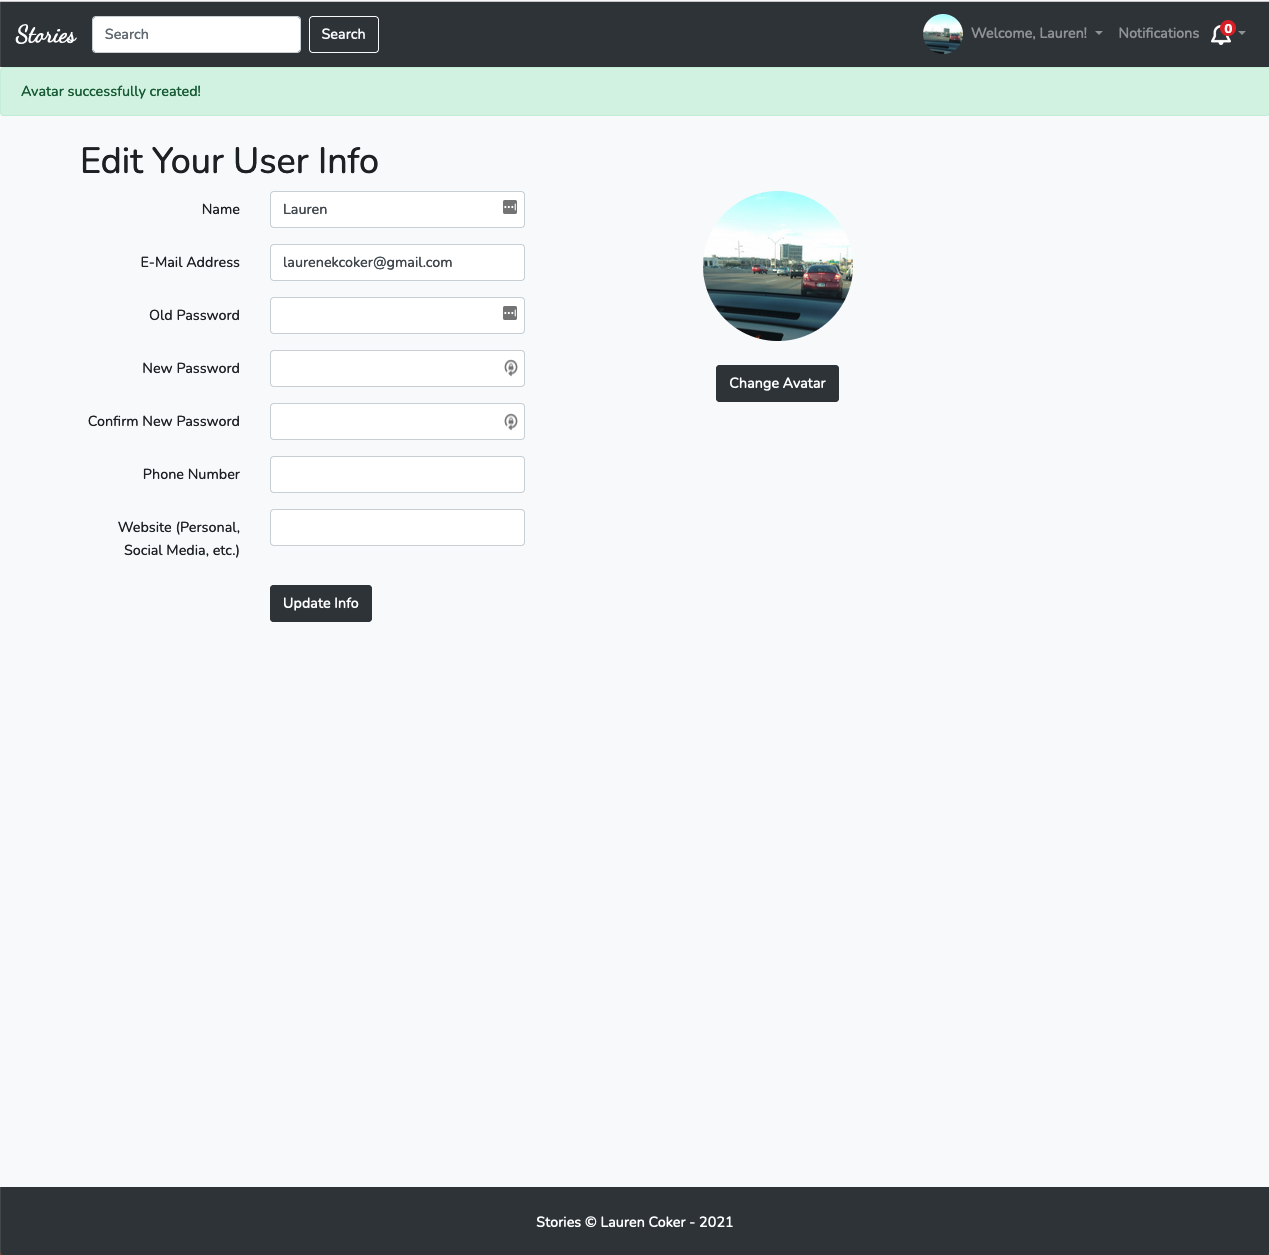 Stories
Search
Search
Welcome, Lauren!
Notifications
0
Avatar successfully created!
Edit Your User Info
Name
Lauren
E-Mail Address
laurenekcoker@gmail.com
Old Password
New Password
Confirm New Password
Phone Number
Website (Personal,
Social Media, etc.)
Update Info
Change Avatar
Stories © Lauren Coker - 2021